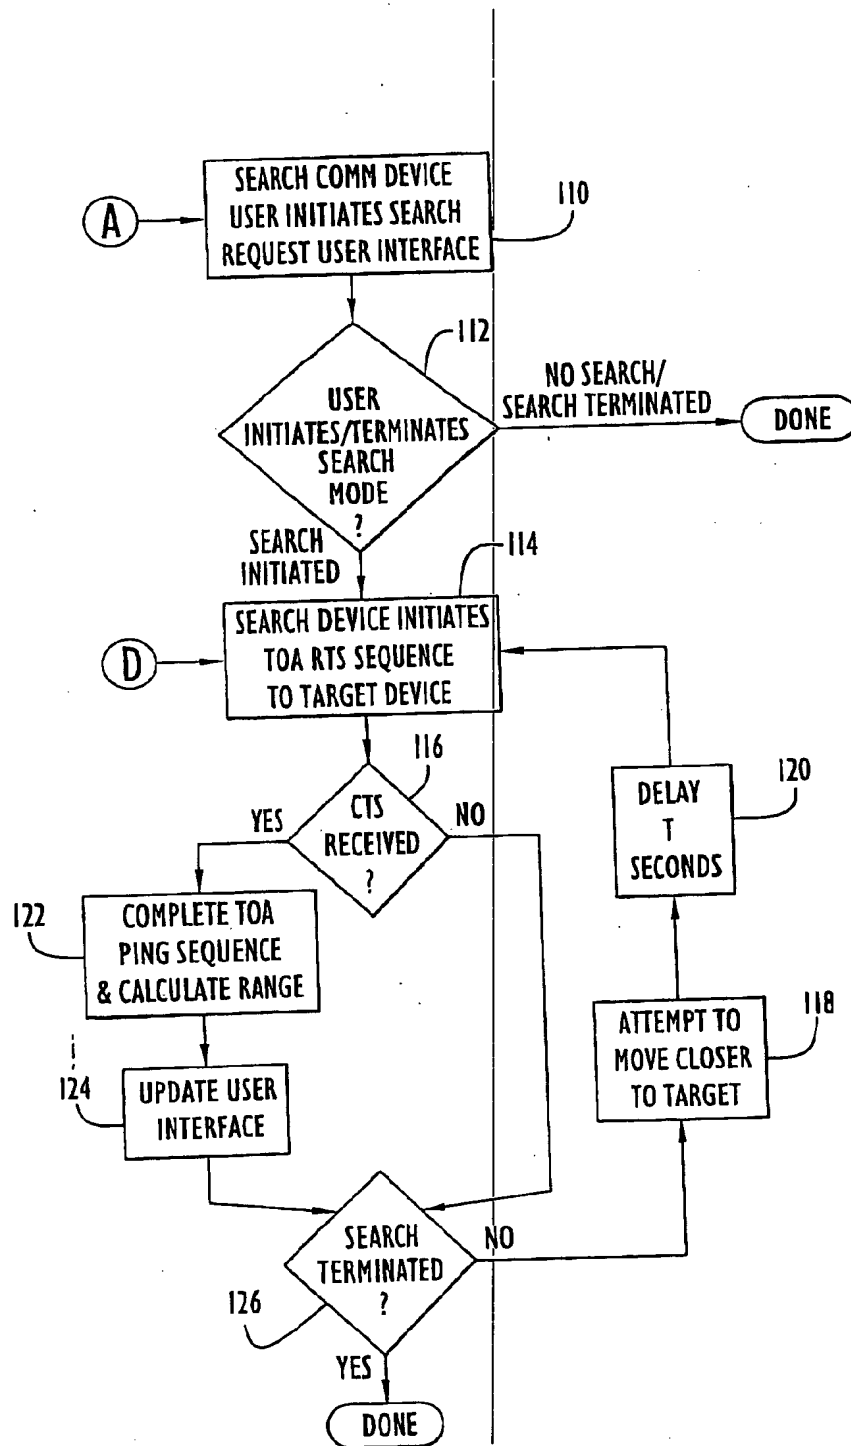 A
SEARCH COMM DEVICE
USER INITIATES SEARCH
REQUEST USER INTERFACE
110
112
USER
INITIATES/TERMINATES
SEARCH
MODE
?
NO SEARCH/
SEARCH TERMINATED
DONE
SEARCH
INITIATED
114
D
SEARCH DEVICE INITIATES
TOA RTS SEQUENCE
TO TARGET DEVICE
116
CTS
RECEIVED
?
YES
NO
120
DELAY
T
SECONDS
122
COMPLETE TOA
PING SEQUENCE
& CALCULATE RANGE
118
ATTEMPT TO
MOVE CLOSER
TO TARGET
124
UPDATE USER
INTERFACE
SEARCH
TERMINATED
?
NO
126
YES
DONE